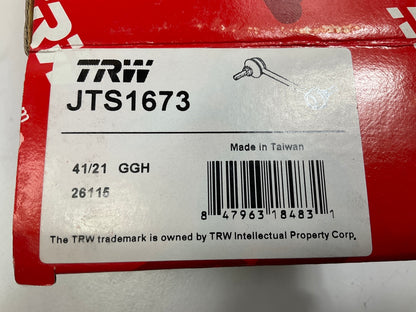 TRW
JTS1673
Made in Taiwan
41/21 GGH
26115
8 47963 18483 1
The TRW trademark is owned by TRW Intellectual Property Corp.